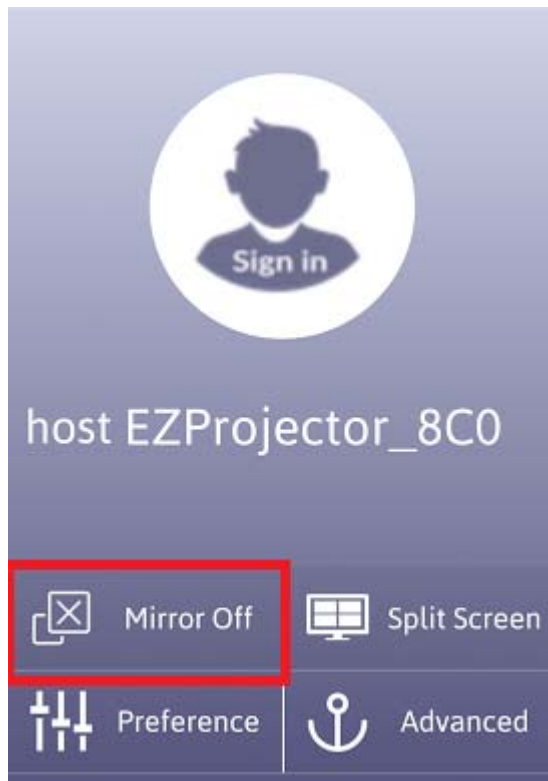 Sign in
host EZProjector_8C0
Mirror Off Split Screen
Preference Advanced